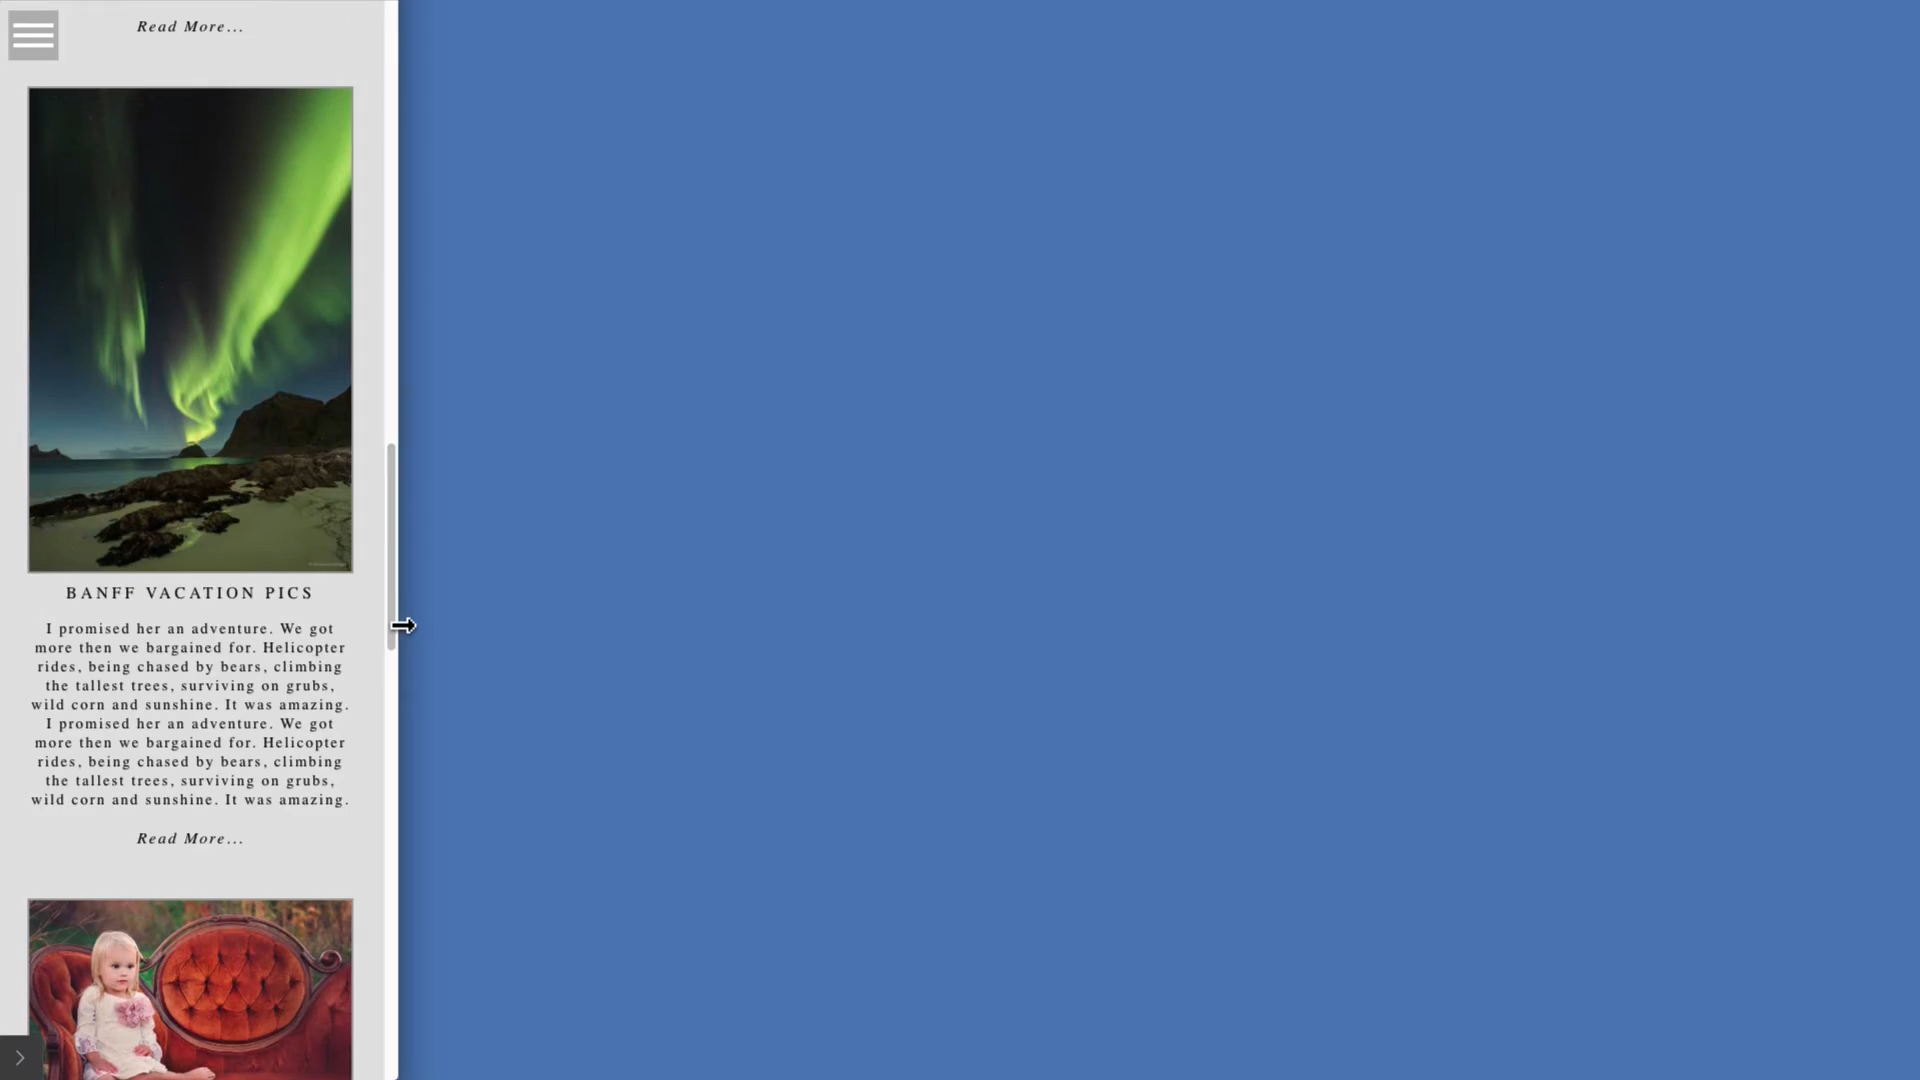 Read More...
BANFF VACATION PICS
I promised her an adventure. We got
more then we bargained for. Helicopter
rides, being chased by bears, climbing
the tallest trees, surviving on grubs,
wild corn and sunshine. It was amazing.
I promised her an adventure. We got
more then we bargained for. Helicopter
rides, being chased by bears, climbing
the tallest trees, surviving on grubs,
wild corn and sunshine. It was amazing.
Read More...